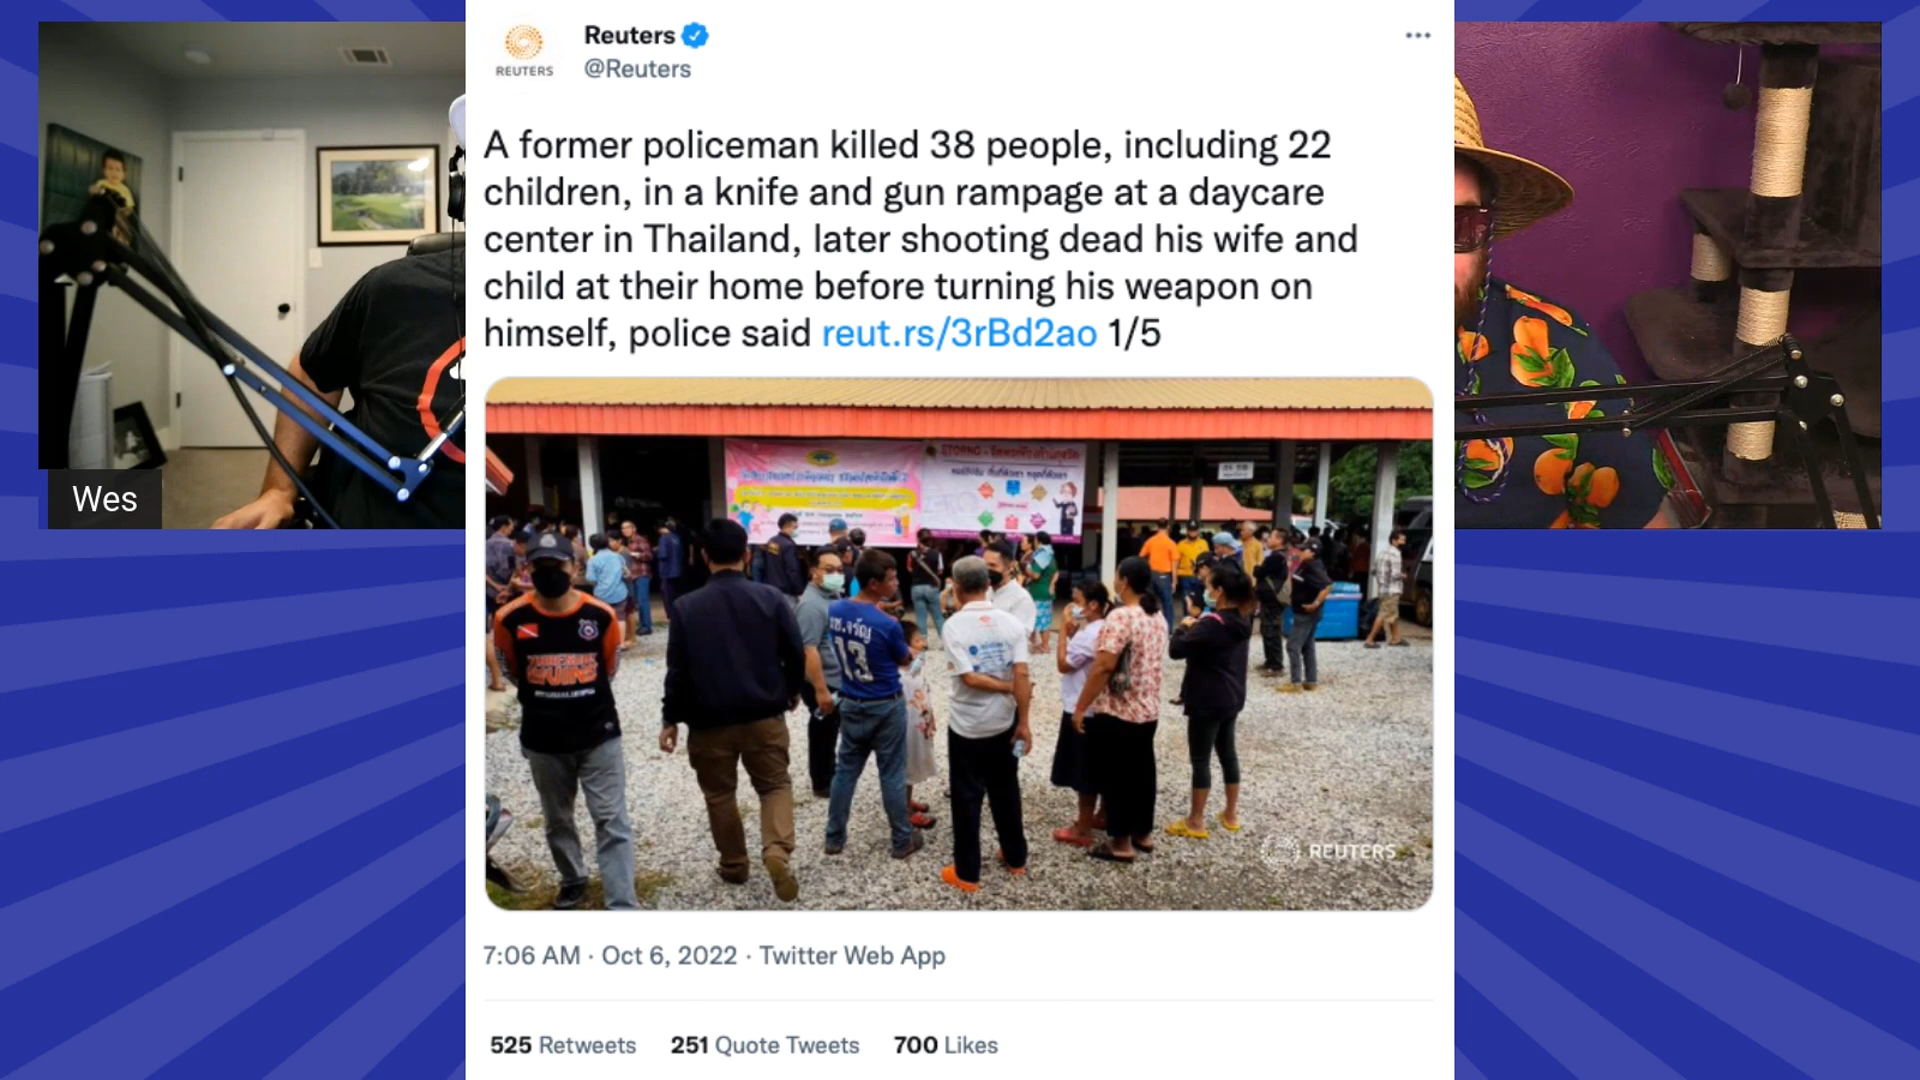 Reuters
@Reuters
REUTERS
A former policeman killed 38 people, including 22
children, in a knife and gun rampage at a daycare
center in Thailand, later shooting dead his wife and
child at their home before turning his weapon on
himself, police said reut.rs/3rBd2ao 1/5
Wes
13
REUTERS
7:06 AM · Oct 6, 2022 · Twitter Web App
525 Retweets 251 Quote Tweets 700 Likes